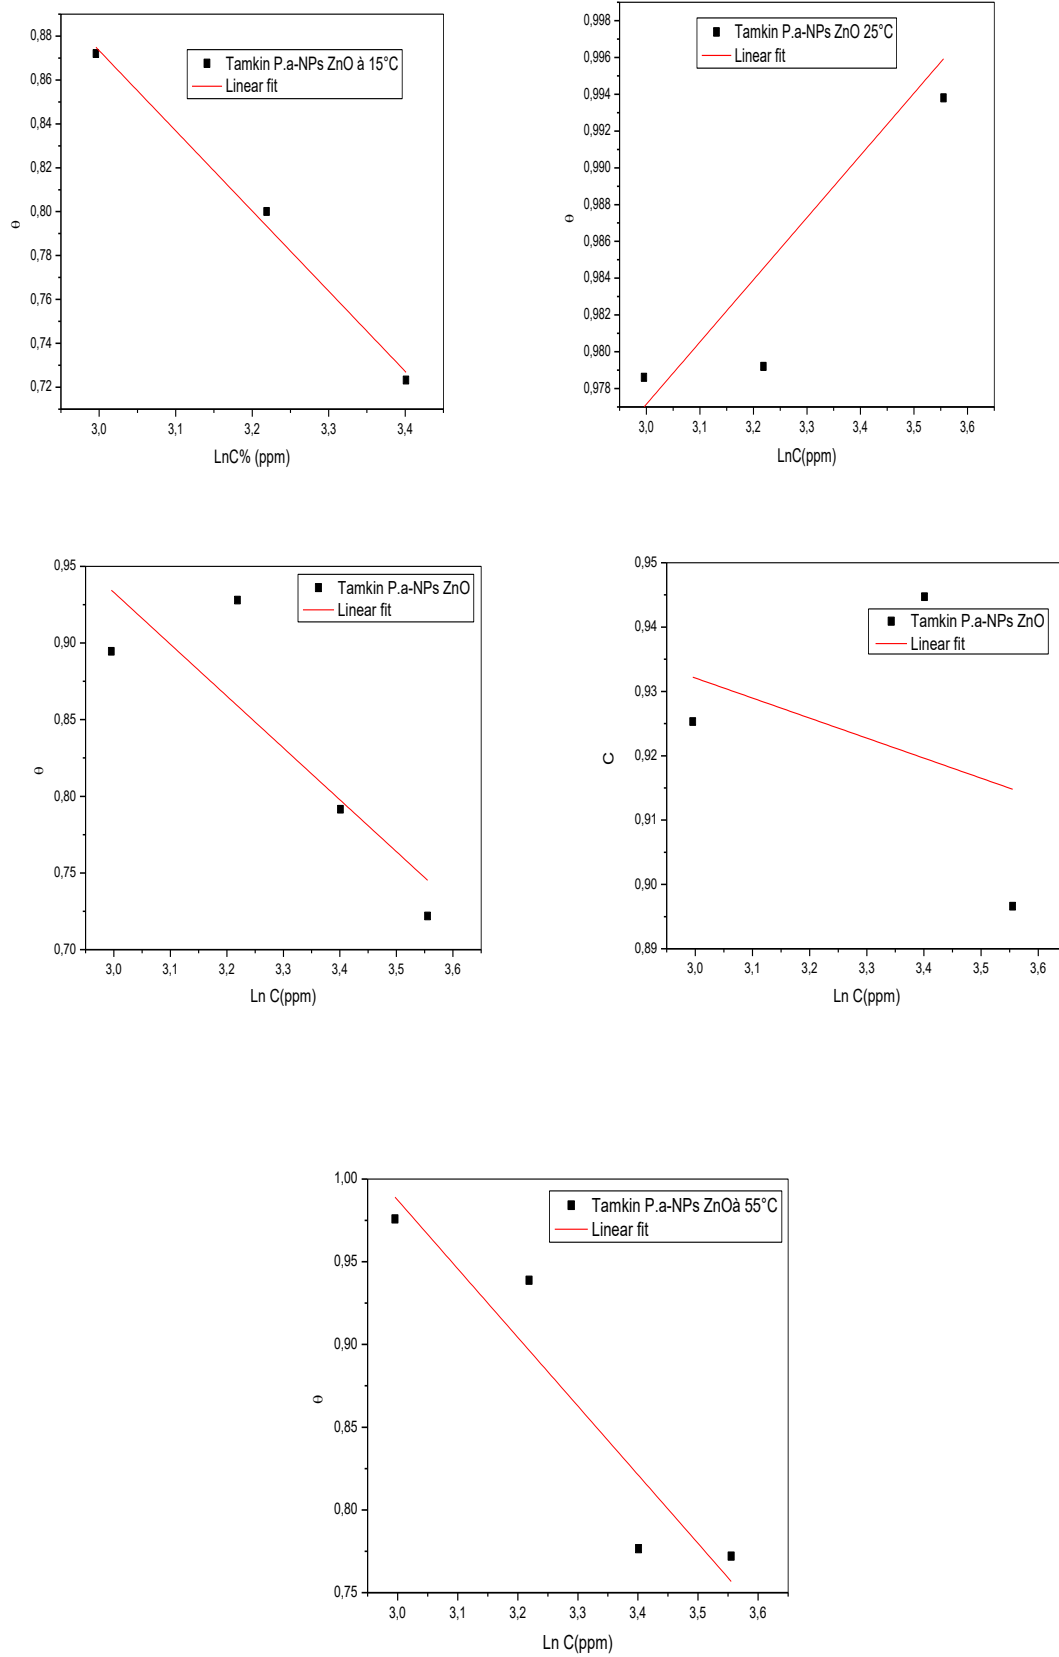 0,88
0,86
0,84
0,82
0,80
0,78
0,76
0,74
0,72
θ
Tamkin P.a-NPs ZnO à 15°C
Linear fit
3,0 3,1 3,2 3,3 3,4
LnC% (ppm)
0,998
0,996
0,994
0,992
0,990
0,988
0,986
0,984
0,982
0,980
0,978
θ
Tamkin P.a-NPs ZnO 25°C
Linear fit
3,0 3,1 3,2 3,3 3,4 3,5 3,6
LnC(ppm)
0,95
0,90
0,85
0,80
0,75
0,70
θ
Tamkin P.a-NPs ZnO
Linear fit
3,0 3,1 3,2 3,3 3,4 3,5 3,6
Ln C(ppm)
0,95
0,94
0,93
0,92
0,91
0,90
0,89
C
Tamkin P.a-NPs ZnO
Linear fit
3,0 3,1 3,2 3,3 3,4 3,5 3,6
Ln C(ppm)
1,00
0,95
0,90
0,85
0,80
0,75
θ
Tamkin P.a-NPs ZnOà 55°C
Linear fit
3,0 3,1 3,2 3,3 3,4 3,5 3,6
Ln C(ppm)